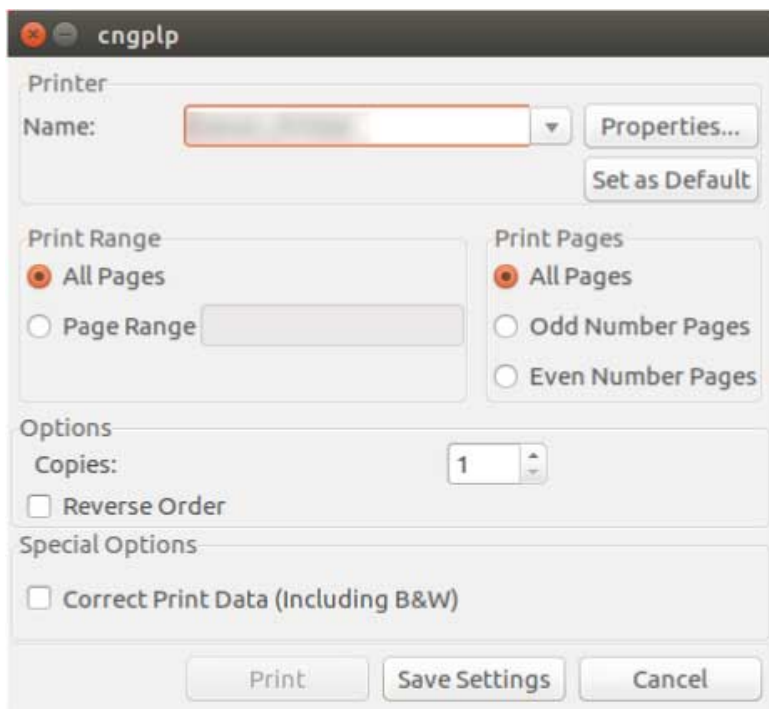 cngplp
Printer
Name:
Properties...
Set as Default
Print Range
All Pages
Page Range
Print Pages
All Pages
Odd Number Pages
Even Number Pages
Options
Copies: 1
Reverse Order
Special Options
Correct Print Data (Including B&W)
Print Save Settings Cancel